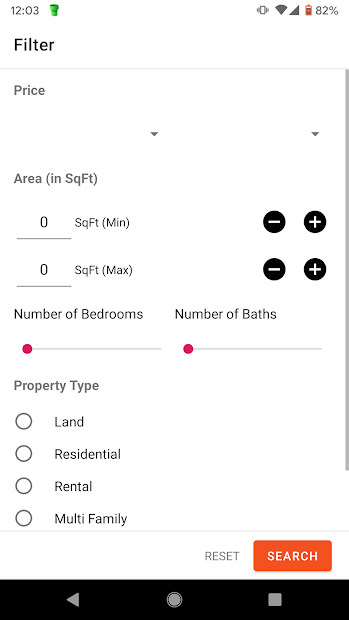 12:03 82%
Filter
Price
Area (in SqFt)
0 SqFt (Min)
0 SqFt (Max)
Number of Bedrooms Number of Baths
Property Type
Land
Residential
Rental
Multi Family
RESET SEARCH